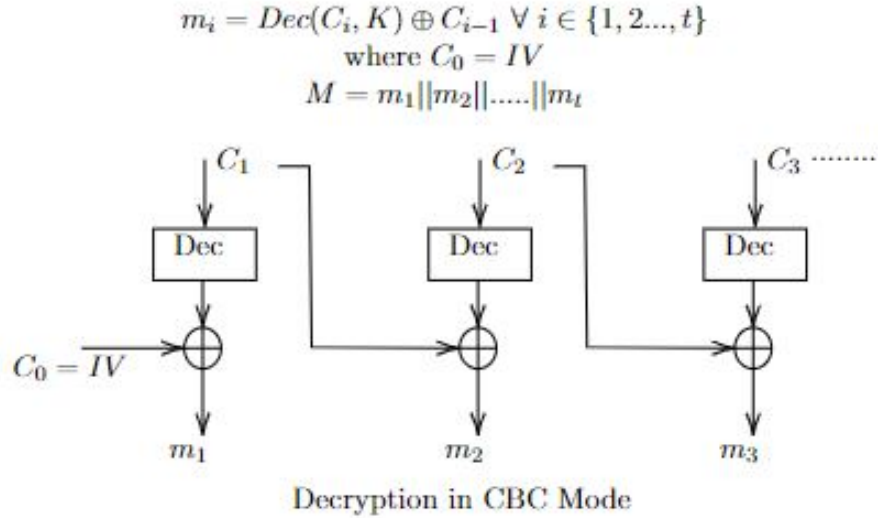 m_i = Dec(C_i, K) ⊕ C_{i−1} ∀ i ∈ {1, 2..., t}
where C_0 = IV
M = m_1||m_2||.....||m_t
C_1 C_2 C_3 ........
Dec Dec Dec
C_0 = IV
m_1 m_2 m_3
Decryption in CBC Mode